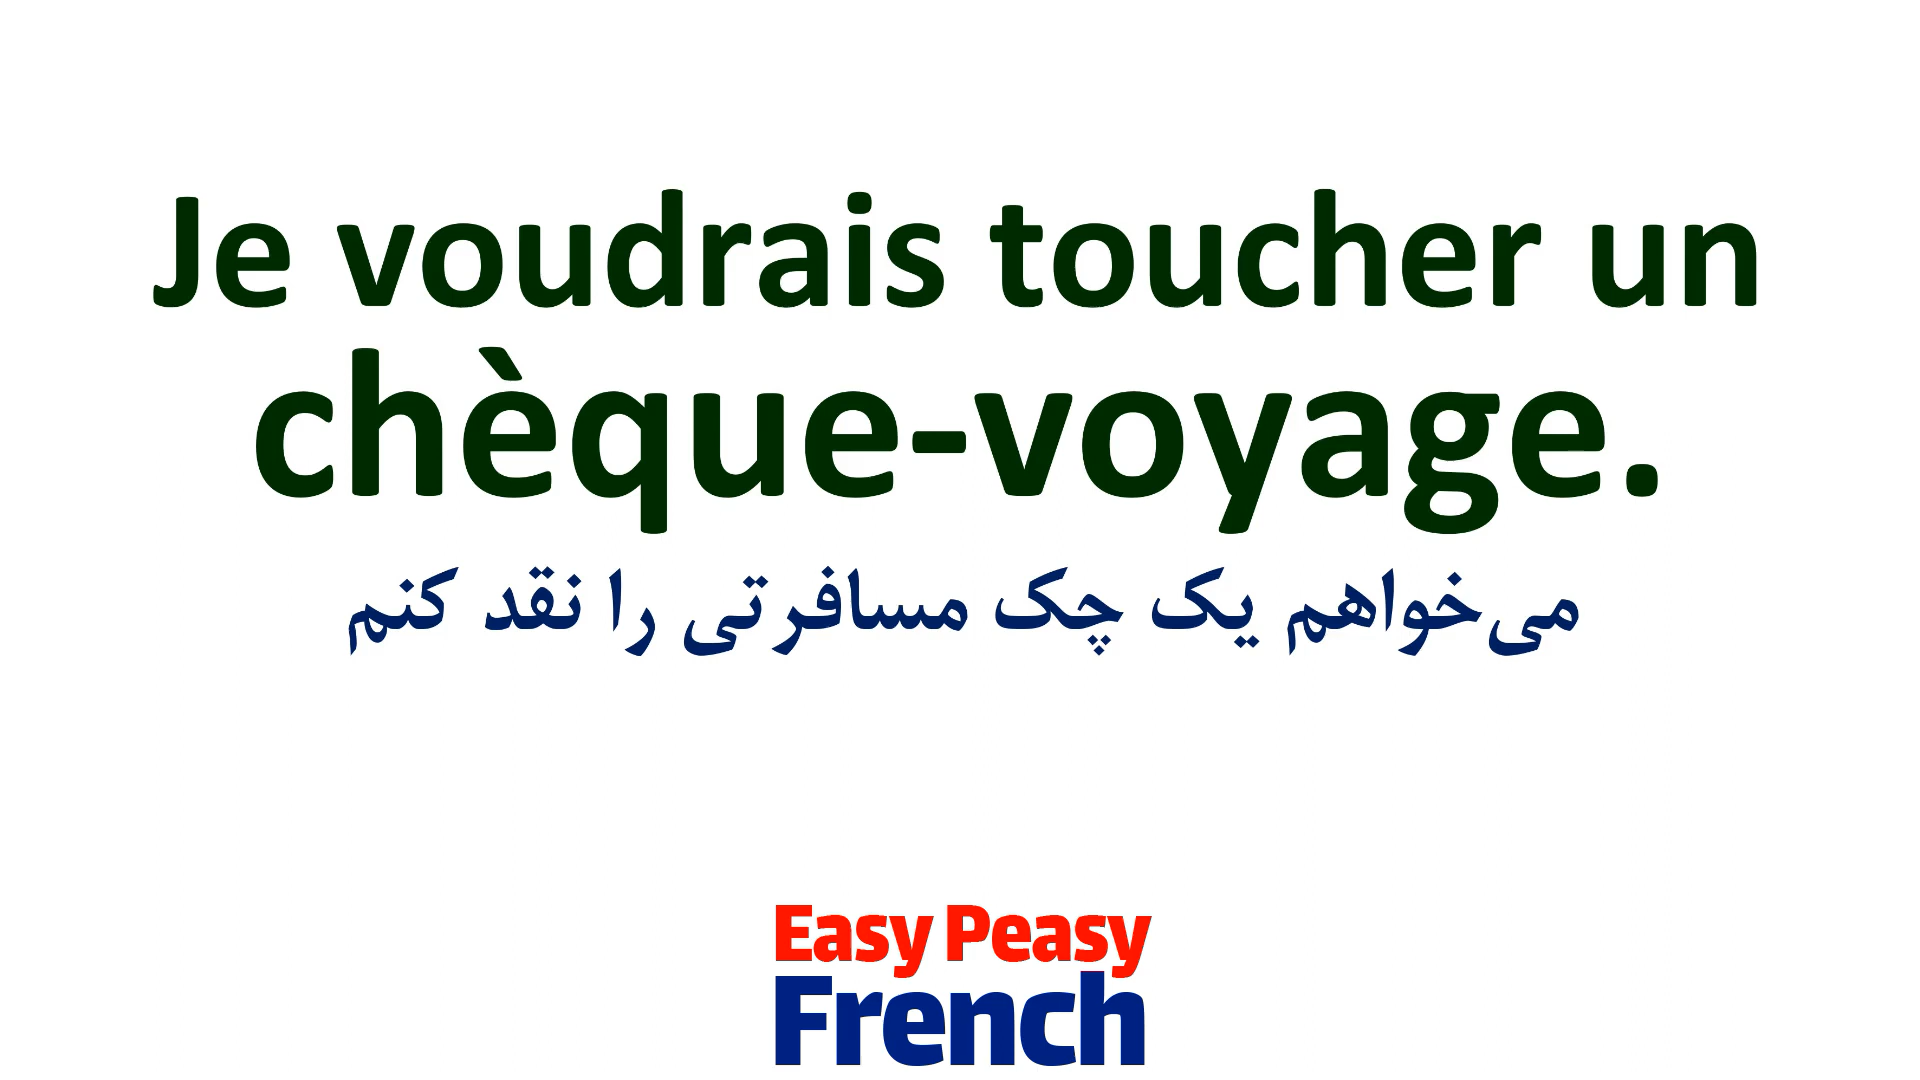 Je voudrais toucher un
chèque-voyage.
می‌خواهم یک چک مسافرتی را نقد کنم
Easy Peasy
French